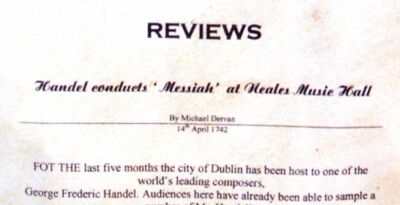 REVIEWS
Handel conducts ‘ Messiah’ at Neales Music Hall
By Michael Dervan
14th April 1742
FOT THE last five months the city of Dublin has been host to one of the
world's leading composers,
George Frederic Handel. Audiences here have already been able to sample a
number of